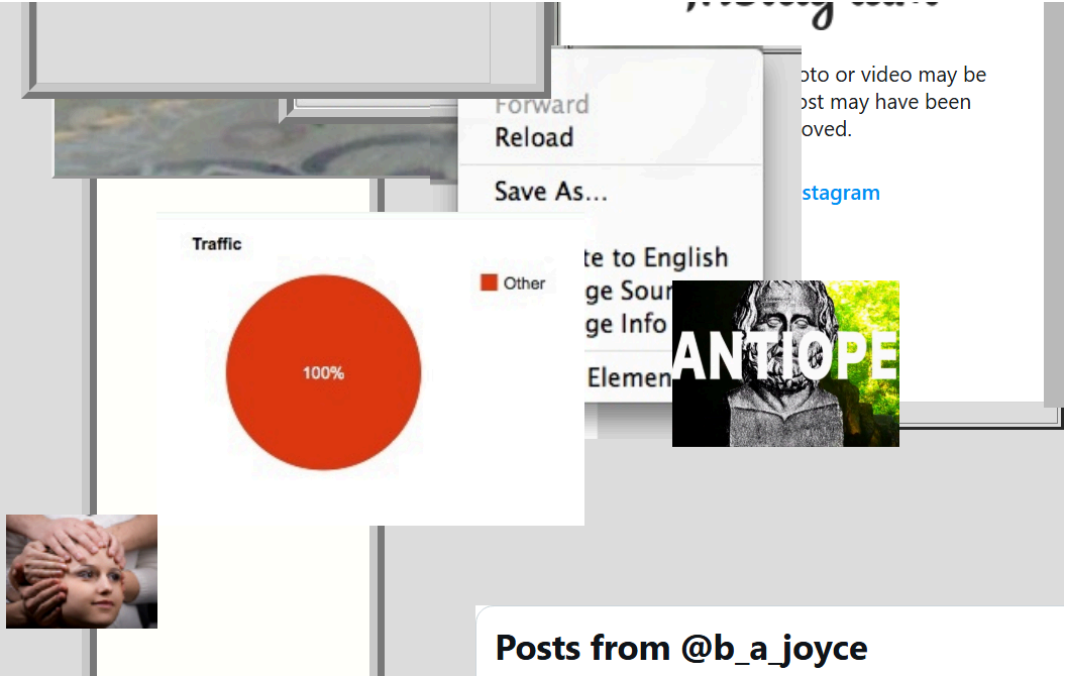 Instagram
oto or video may be
ost may have been
oved.
stagram
Forward
Reload
Save As...
te to English
ge Sour
ge Info
Elemen
Traffic
Other
100%
ANTIOPE
Posts from @b_a_joyce